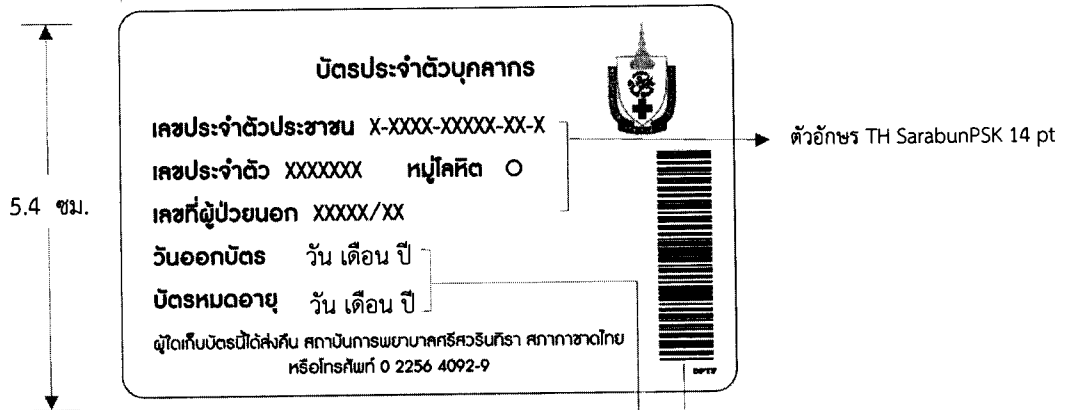 บัตรประจำตัวบุคลากร
เลขประจำตัวประชาชน X-XXXX-XXXXX-XX-X
ตัวอักษร TH SarabunPSK 14 pt
เลขประจำตัว XXXXXXX หมู่โลหิต O
5.4 ซม.
เลขที่ผู้ป่วยนอก XXXXX/XX
วันออกบัตร วัน เดือน ปี
บัตรหมดอายุ วัน เดือน ปี
ผู้ใดเก็บบัตรนี้ได้ส่งคืน สถาบันการพยาบาลศรีสวรินทิรา สภากาชาดไทย
หรือโทรศัพท์ 0 2256 4092-9